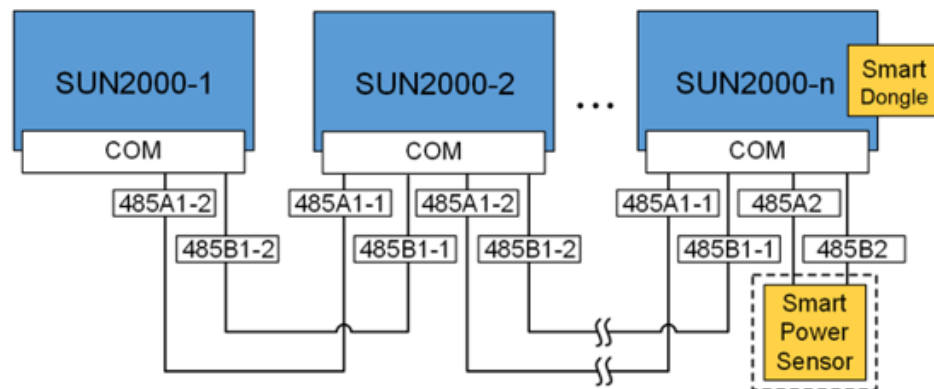 SUN2000-1
SUN2000-2
...
SUN2000-n
Smart
Dongle
COM
COM
COM
485A1-2
485A1-1
485A1-2
485A1-1
485A2
485B1-2
485B1-1
485B1-2
485B1-1
485B2
Smart
Power
Sensor